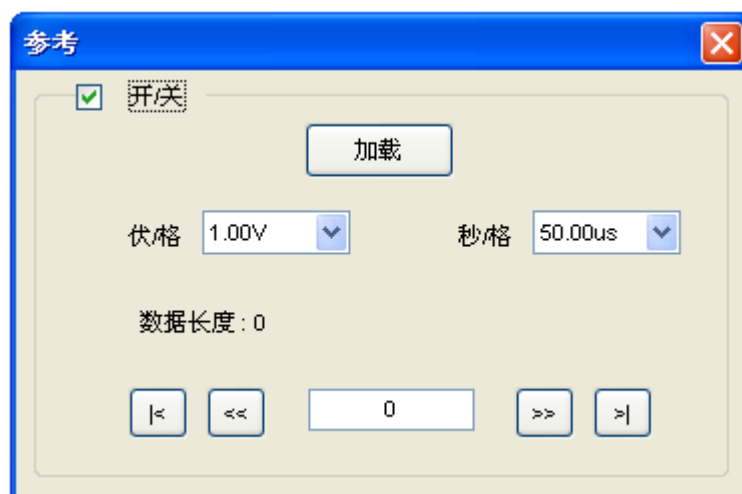 参考
开/关
加载
伏/格 1.00V 秒/格 50.00us
数据长度 : 0
|< << 0 >> >|